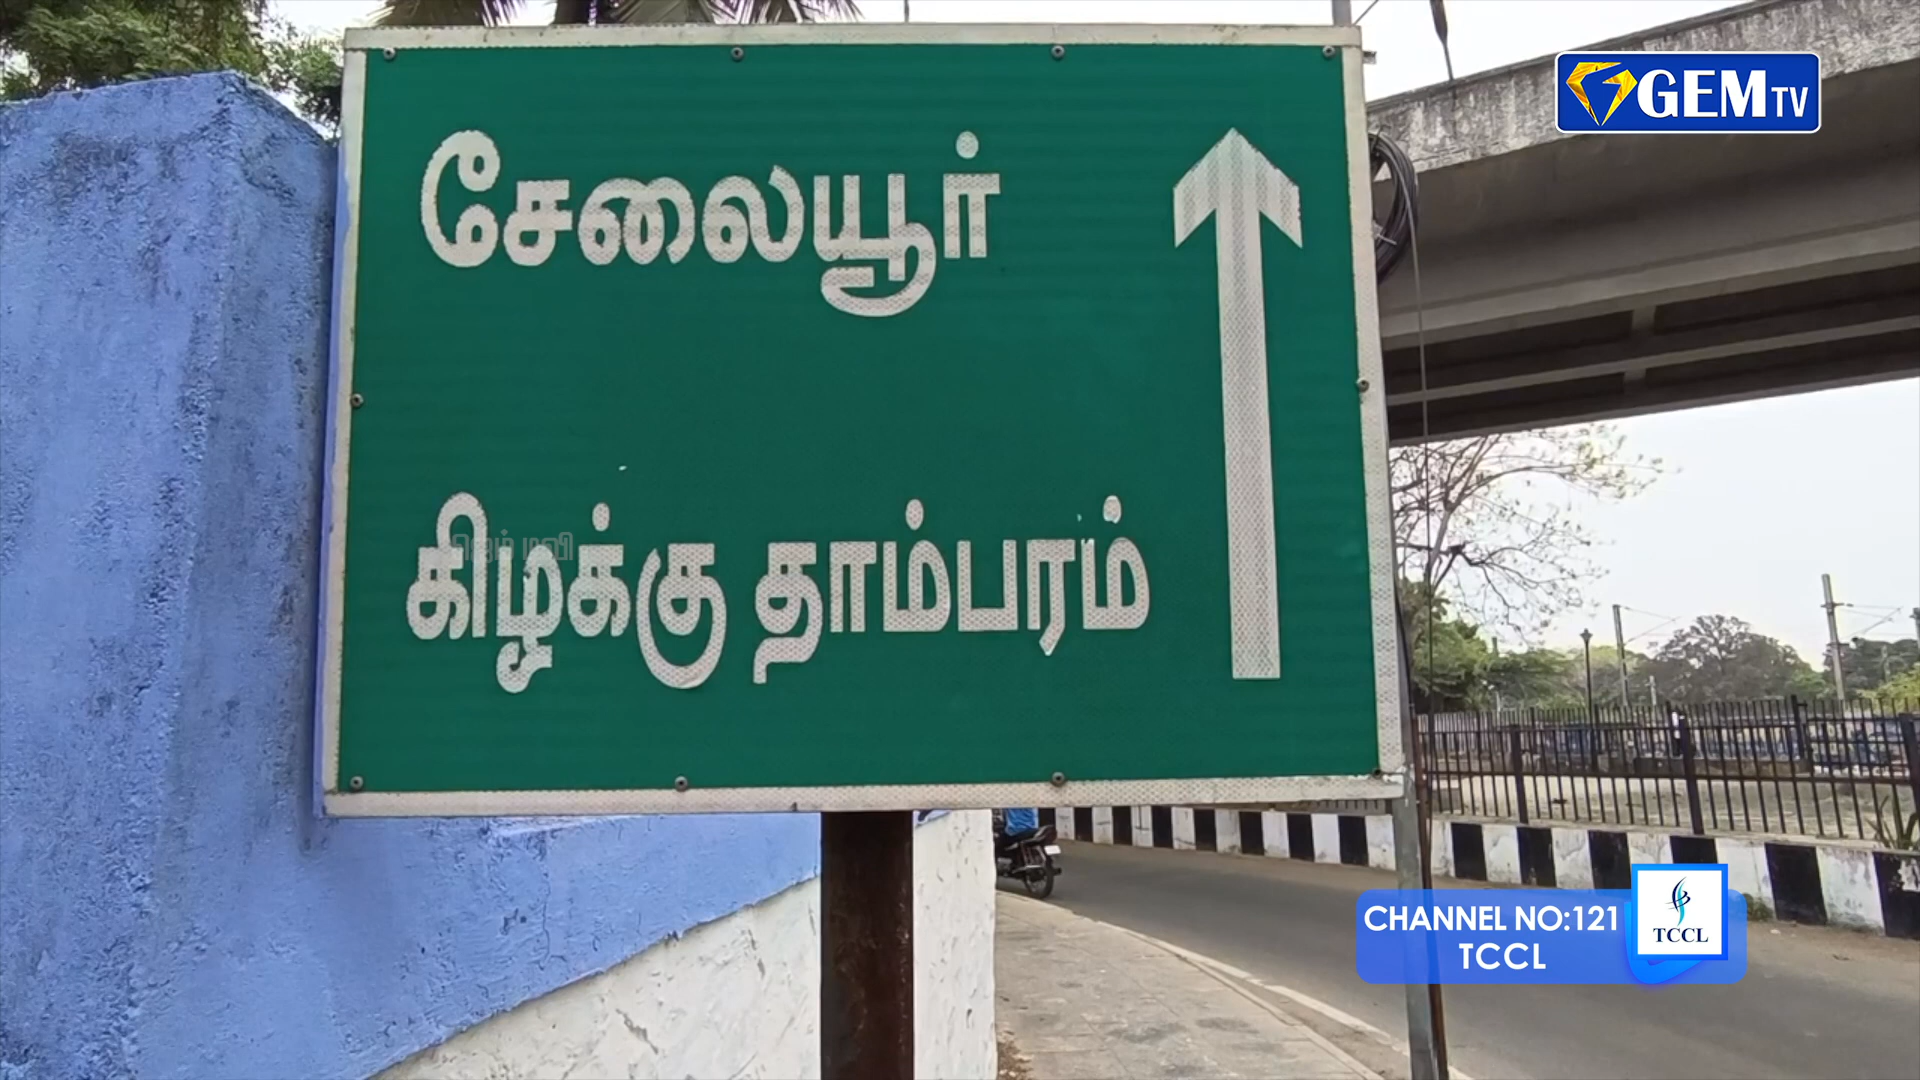 GEM TV
சேலையூர்
கிழக்கு தாம்பரம்
ஜெம் டிவி
CHANNEL NO:121
TCCL
TCCL